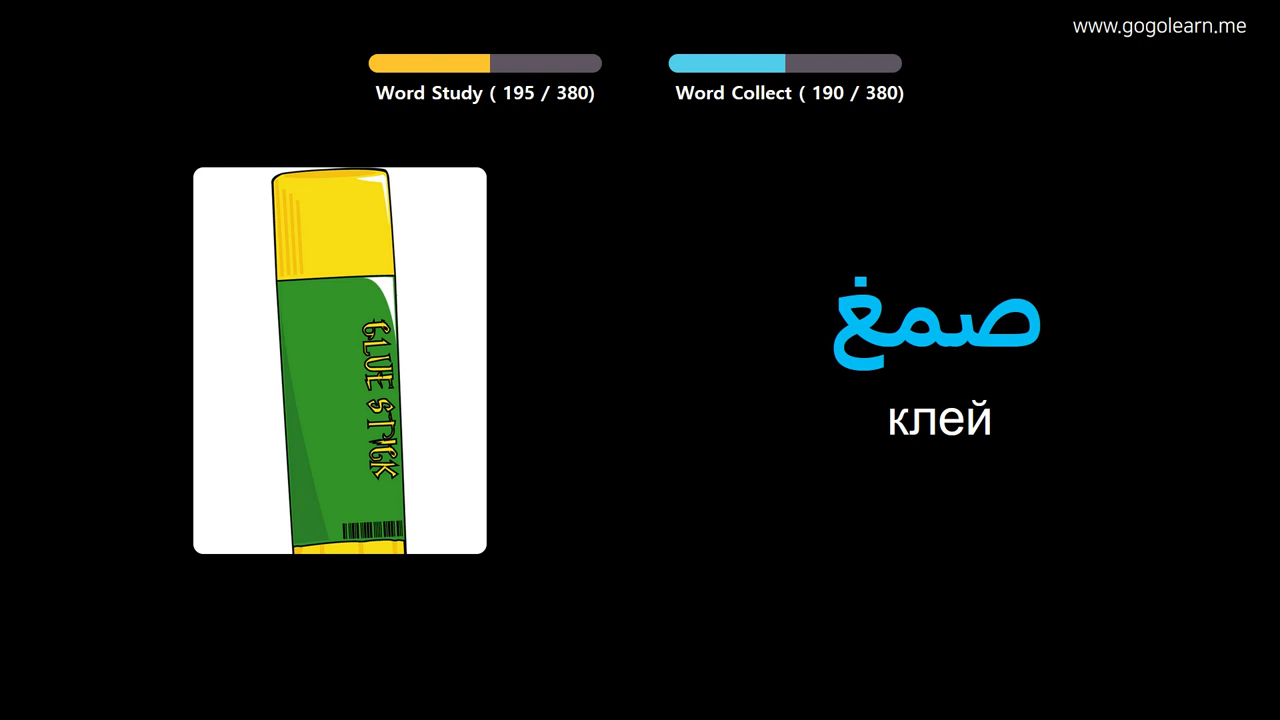 www.gogolearn.me
Word Study ( 195 / 380)
Word Collect ( 190 / 380)
GLUE STICK
صمغ
клей